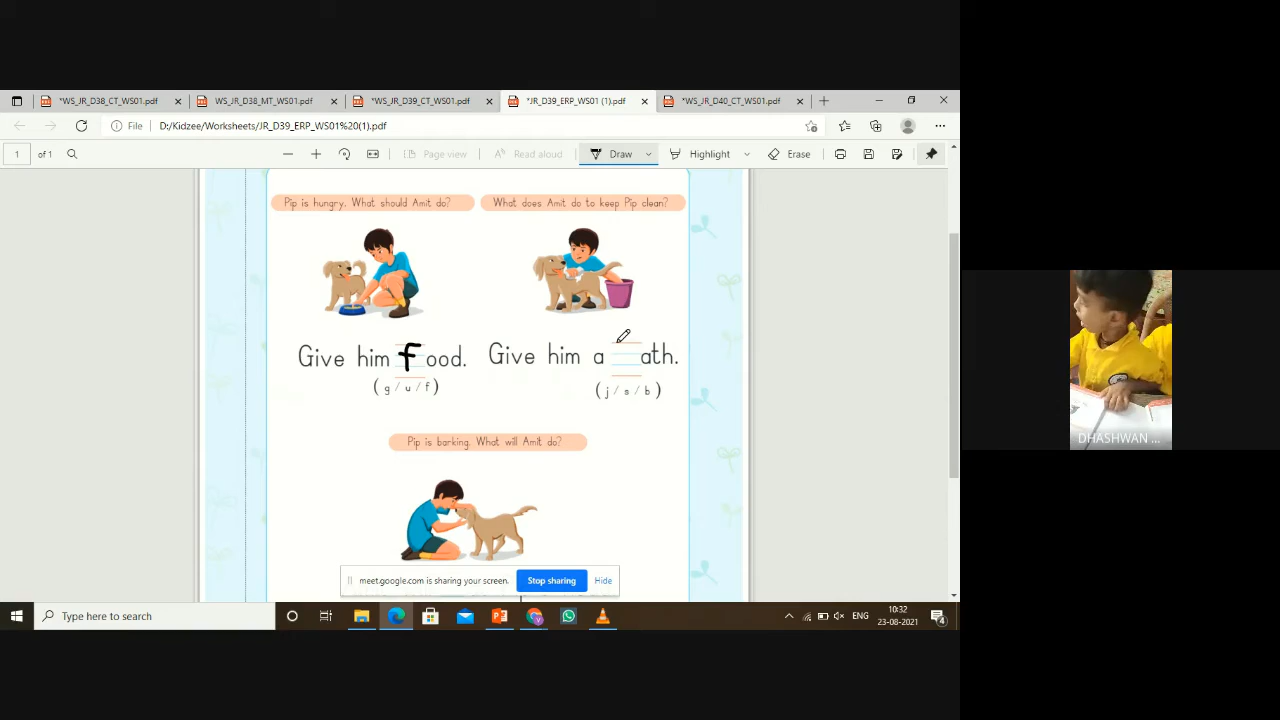 *WS_JR_D38_CT_WS01.pdf
WS_JR_D38_MT_WS01.pdf
*WS_JR_D39_CT_WS01.pdf
*JR_D39_ERP_WS01 (1).pdf
*WS_JR_D40_CT_WS01.pdf
File D:/Kidzee/Worksheets/JR_D39_ERP_WS01%20(1).pdf
1 of 1 Page view Read aloud Draw Highlight Erase
Pip is hungry. What should Amit do?
What does Amit do to keep Pip clean?
Give him food.
(g / u / f)
Give him a ath.
(j / s / b)
Pip is barking. What will Amit do?
DHASHWAN ...
meet.google.com is sharing your screen. Stop sharing Hide
Type here to search
ENG
10:32
23-08-2021
4